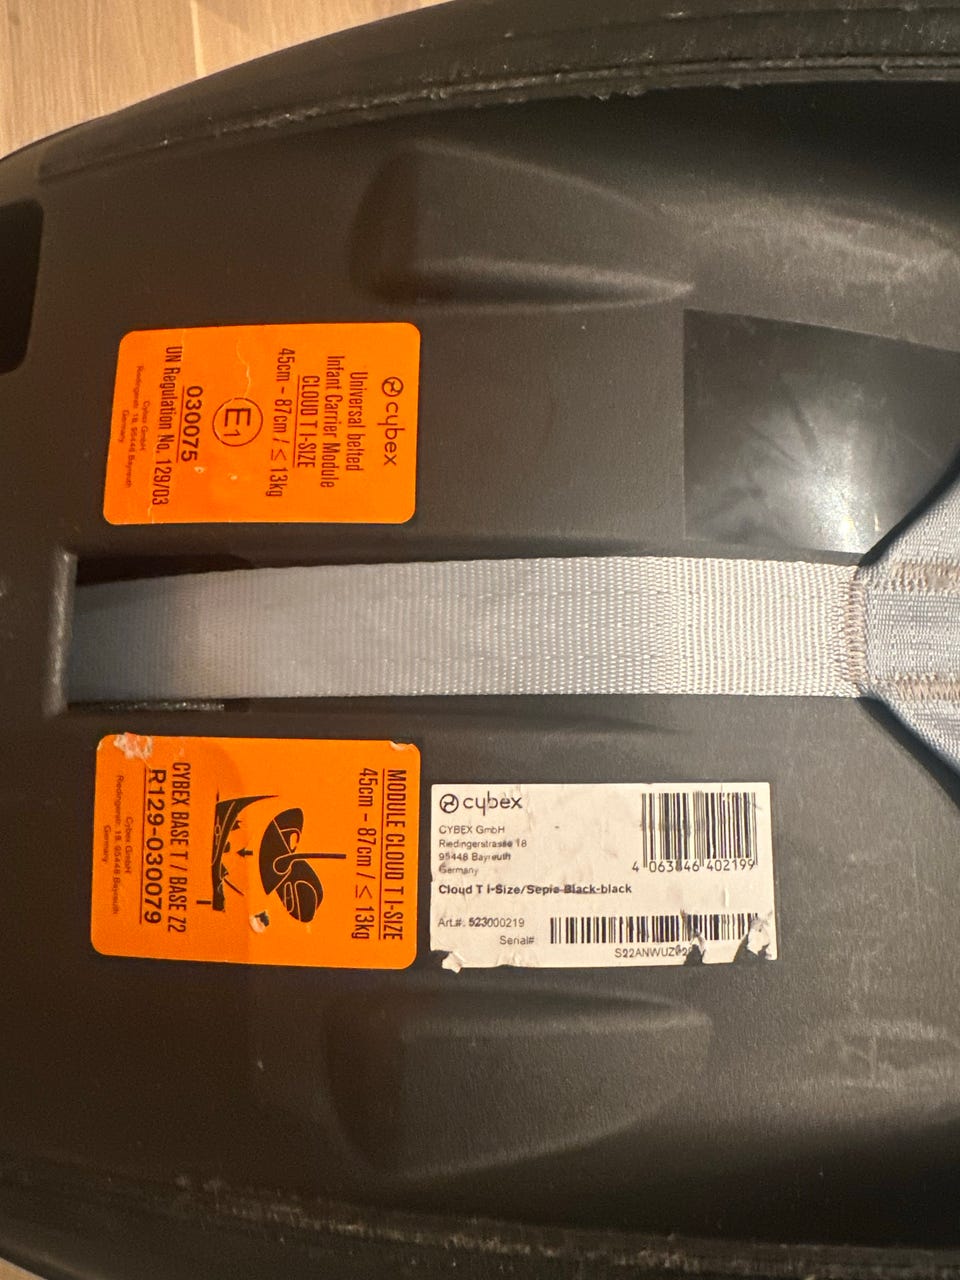 cybex
Universal belted
Infant Carrier Module
CLOUD T I-SIZE
45cm – 87cm / ≤ 13kg
E1
030075
UN Regulation No. 129/03
Cybex GmbH
Riedingerstr. 18, 95448 Bayreuth
Germany
MODULE CLOUD T I-SIZE
45cm – 87cm / ≤ 13kg
CYBEX BASE T / BASE Z2
R129-030079
Cybex GmbH
Riedingerstr. 18, 95448 Bayreuth
Germany
cybex
CYBEX GmbH
Riedingerstrasse 18
95448 Bayreuth
Germany
4 063846 402199
Cloud T i-Size/Sepia Black-black
Art.#: 523000219
Serial#